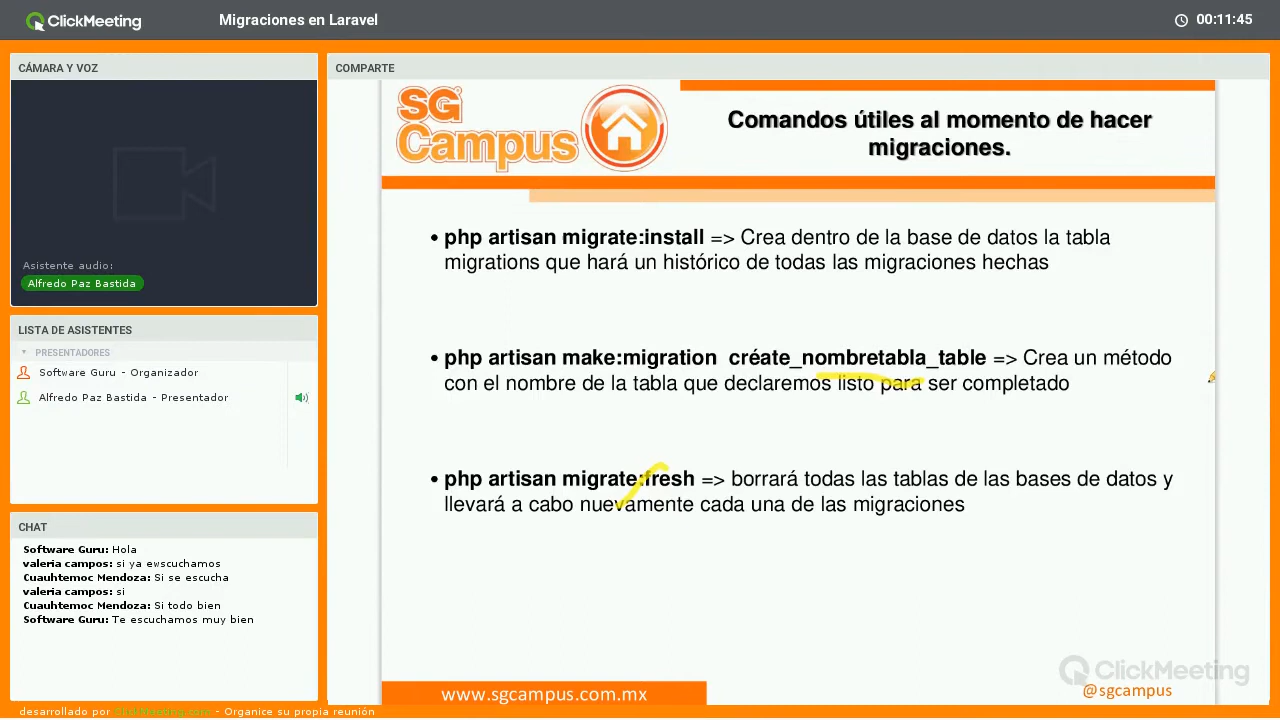 ClickMeeting
Migraciones en Laravel
00:11:45
CÁMARA Y VOZ
Asistente audio:
Alfredo Paz Bastida
LISTA DE ASISTENTES
PRESENTADORES
Software Guru - Organizador
Alfredo Paz Bastida - Presentador
CHAT
Software Guru: Hola
valeria campos: si ya ewscuchamos
Cuauhtemoc Mendoza: Si se escucha
valeria campos: si
Cuauhtemoc Mendoza: Si todo bien
Software Guru: Te escuchamos muy bien
COMPARTE
SG
Campus
Comandos útiles al momento de hacer
migraciones.
• php artisan migrate:install => Crea dentro de la base de datos la tabla
migrations que hará un histórico de todas las migraciones hechas
• php artisan make:migration créate_nombretabla_table => Crea un método
con el nombre de la tabla que declaremos listo para ser completado
• php artisan migrate:fresh => borrará todas las tablas de las bases de datos y
llevará a cabo nuevamente cada una de las migraciones
ClickMeeting
www.sgcampus.com.mx
@sgcampus
desarrollado por ClickMeeting.com - Organice su propia reunión